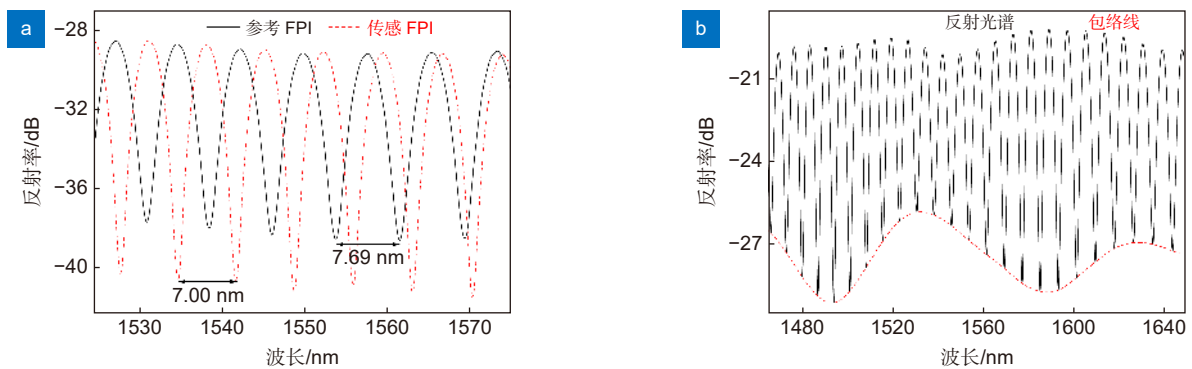 a
参考 FPI
传感 FPI
−28
−32
−36
−40
反射率/dB
7.69 nm
7.00 nm
1530 1540 1550 1560 1570
波长/nm
b
反射光谱
包络线
−21
−24
−27
反射率/dB
1480 1520 1560 1600 1640
波长/nm